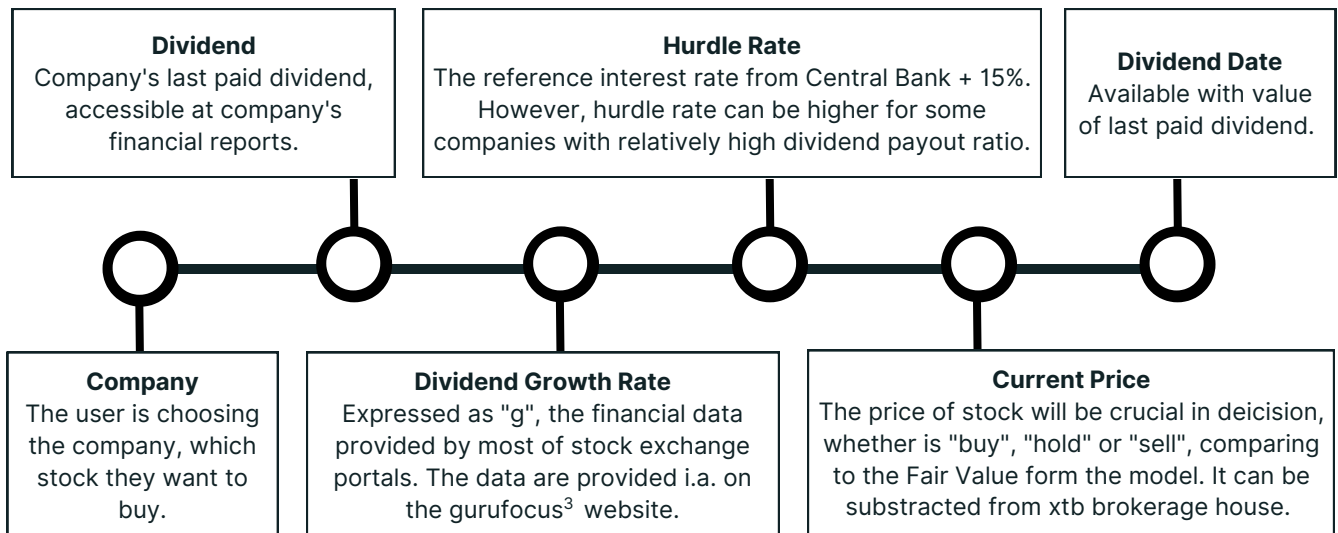 Dividend
Company's last paid dividend,
accessible at company's
financial reports.
Hurdle Rate
The reference interest rate from Central Bank + 15%.
However, hurdle rate can be higher for some
companies with relatively high dividend payout ratio.
Dividend Date
Available with value
of last paid dividend.
Company
The user is choosing
the company, which
stock they want to
buy.
Dividend Growth Rate
Expressed as "g", the financial data
provided by most of stock exchange
portals. The data are provided i.a. on
the gurufocus³ website.
Current Price
The price of stock will be crucial in deicision,
whether is "buy", "hold" or "sell", comparing
to the Fair Value form the model. It can be
substracted from xtb brokerage house.